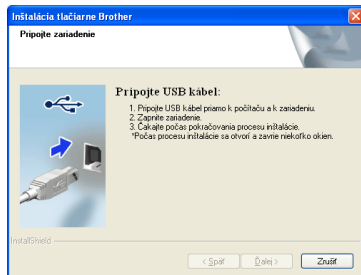 Inštalácia tlačiarne Brother
Pripojte zariadenie
Pripojte USB kábel:
1. Pripojte USB kábel priamo k počítaču a k zariadeniu.
2. Zapnite zariadenie.
3. Čakajte počas pokračovania procesu inštalácie.
*Počas procesu inštalácie sa otvorí a zavrie niekoľko okien.
InstallShield
< Späť
Ďalej >
Zrušiť